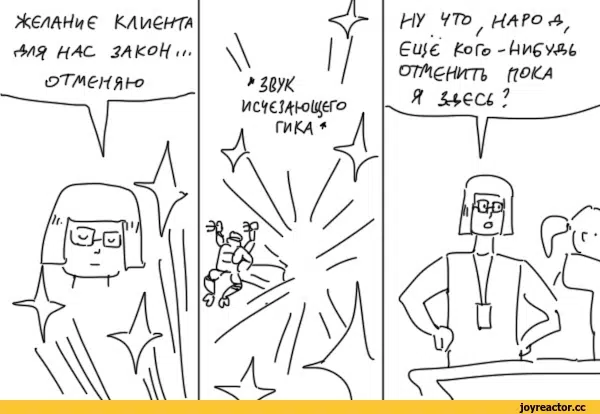 ЖЕЛАНИЕ КЛИЕНТА
ДЛЯ НАС ЗАКОН...
ОТМЕНЯЮ
* ЗВУК
ИСЧЕЗАЮЩЕГО
ГИКА *
НУ ЧТО, НАРОД,
ЕЩЁ КОГО-НИБУДЬ
ОТМЕНИТЬ ПОКА
Я ЗДЕСЬ?
joyreactor.cc